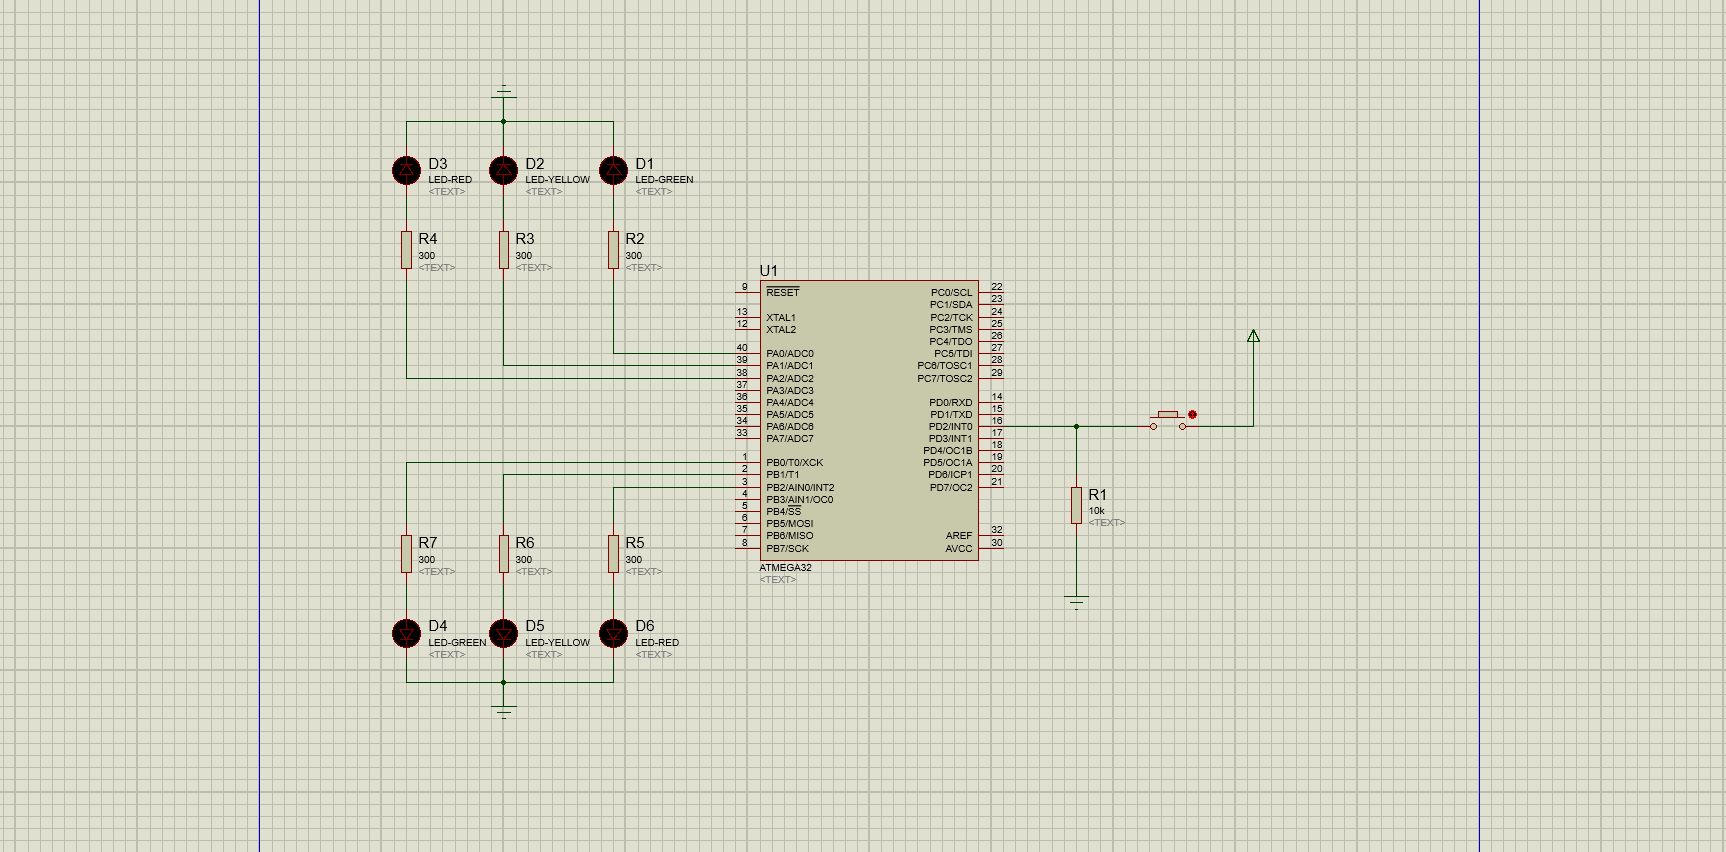 D3
LED-RED
<TEXT>
D2
LED-YELLOW
<TEXT>
D1
LED-GREEN
<TEXT>
R4
300
<TEXT>
R3
300
<TEXT>
R2
300
<TEXT>
U1
9 RESET
13 XTAL1
12 XTAL2
40 PA0/ADC0
39 PA1/ADC1
38 PA2/ADC2
37 PA3/ADC3
36 PA4/ADC4
35 PA5/ADC5
34 PA6/ADC6
33 PA7/ADC7
1 PB0/T0/XCK
2 PB1/T1
3 PB2/AIN0/INT2
4 PB3/AIN1/OC0
5 PB4/SS
6 PB5/MOSI
7 PB6/MISO
8 PB7/SCK
PC0/SCL 22
PC1/SDA 23
PC2/TCK 24
PC3/TMS 25
PC4/TDO 26
PC5/TDI 27
PC6/TOSC1 28
PC7/TOSC2 29
PD0/RXD 14
PD1/TXD 15
PD2/INT0 16
PD3/INT1 17
PD4/OC1B 18
PD5/OC1A 19
PD6/ICP1 20
PD7/OC2 21
AREF 32
AVCC 30
ATMEGA32
<TEXT>
R1
10k
<TEXT>
R7
300
<TEXT>
R6
300
<TEXT>
R5
300
<TEXT>
D4
LED-GREEN
<TEXT>
D5
LED-YELLOW
<TEXT>
D6
LED-RED
<TEXT>